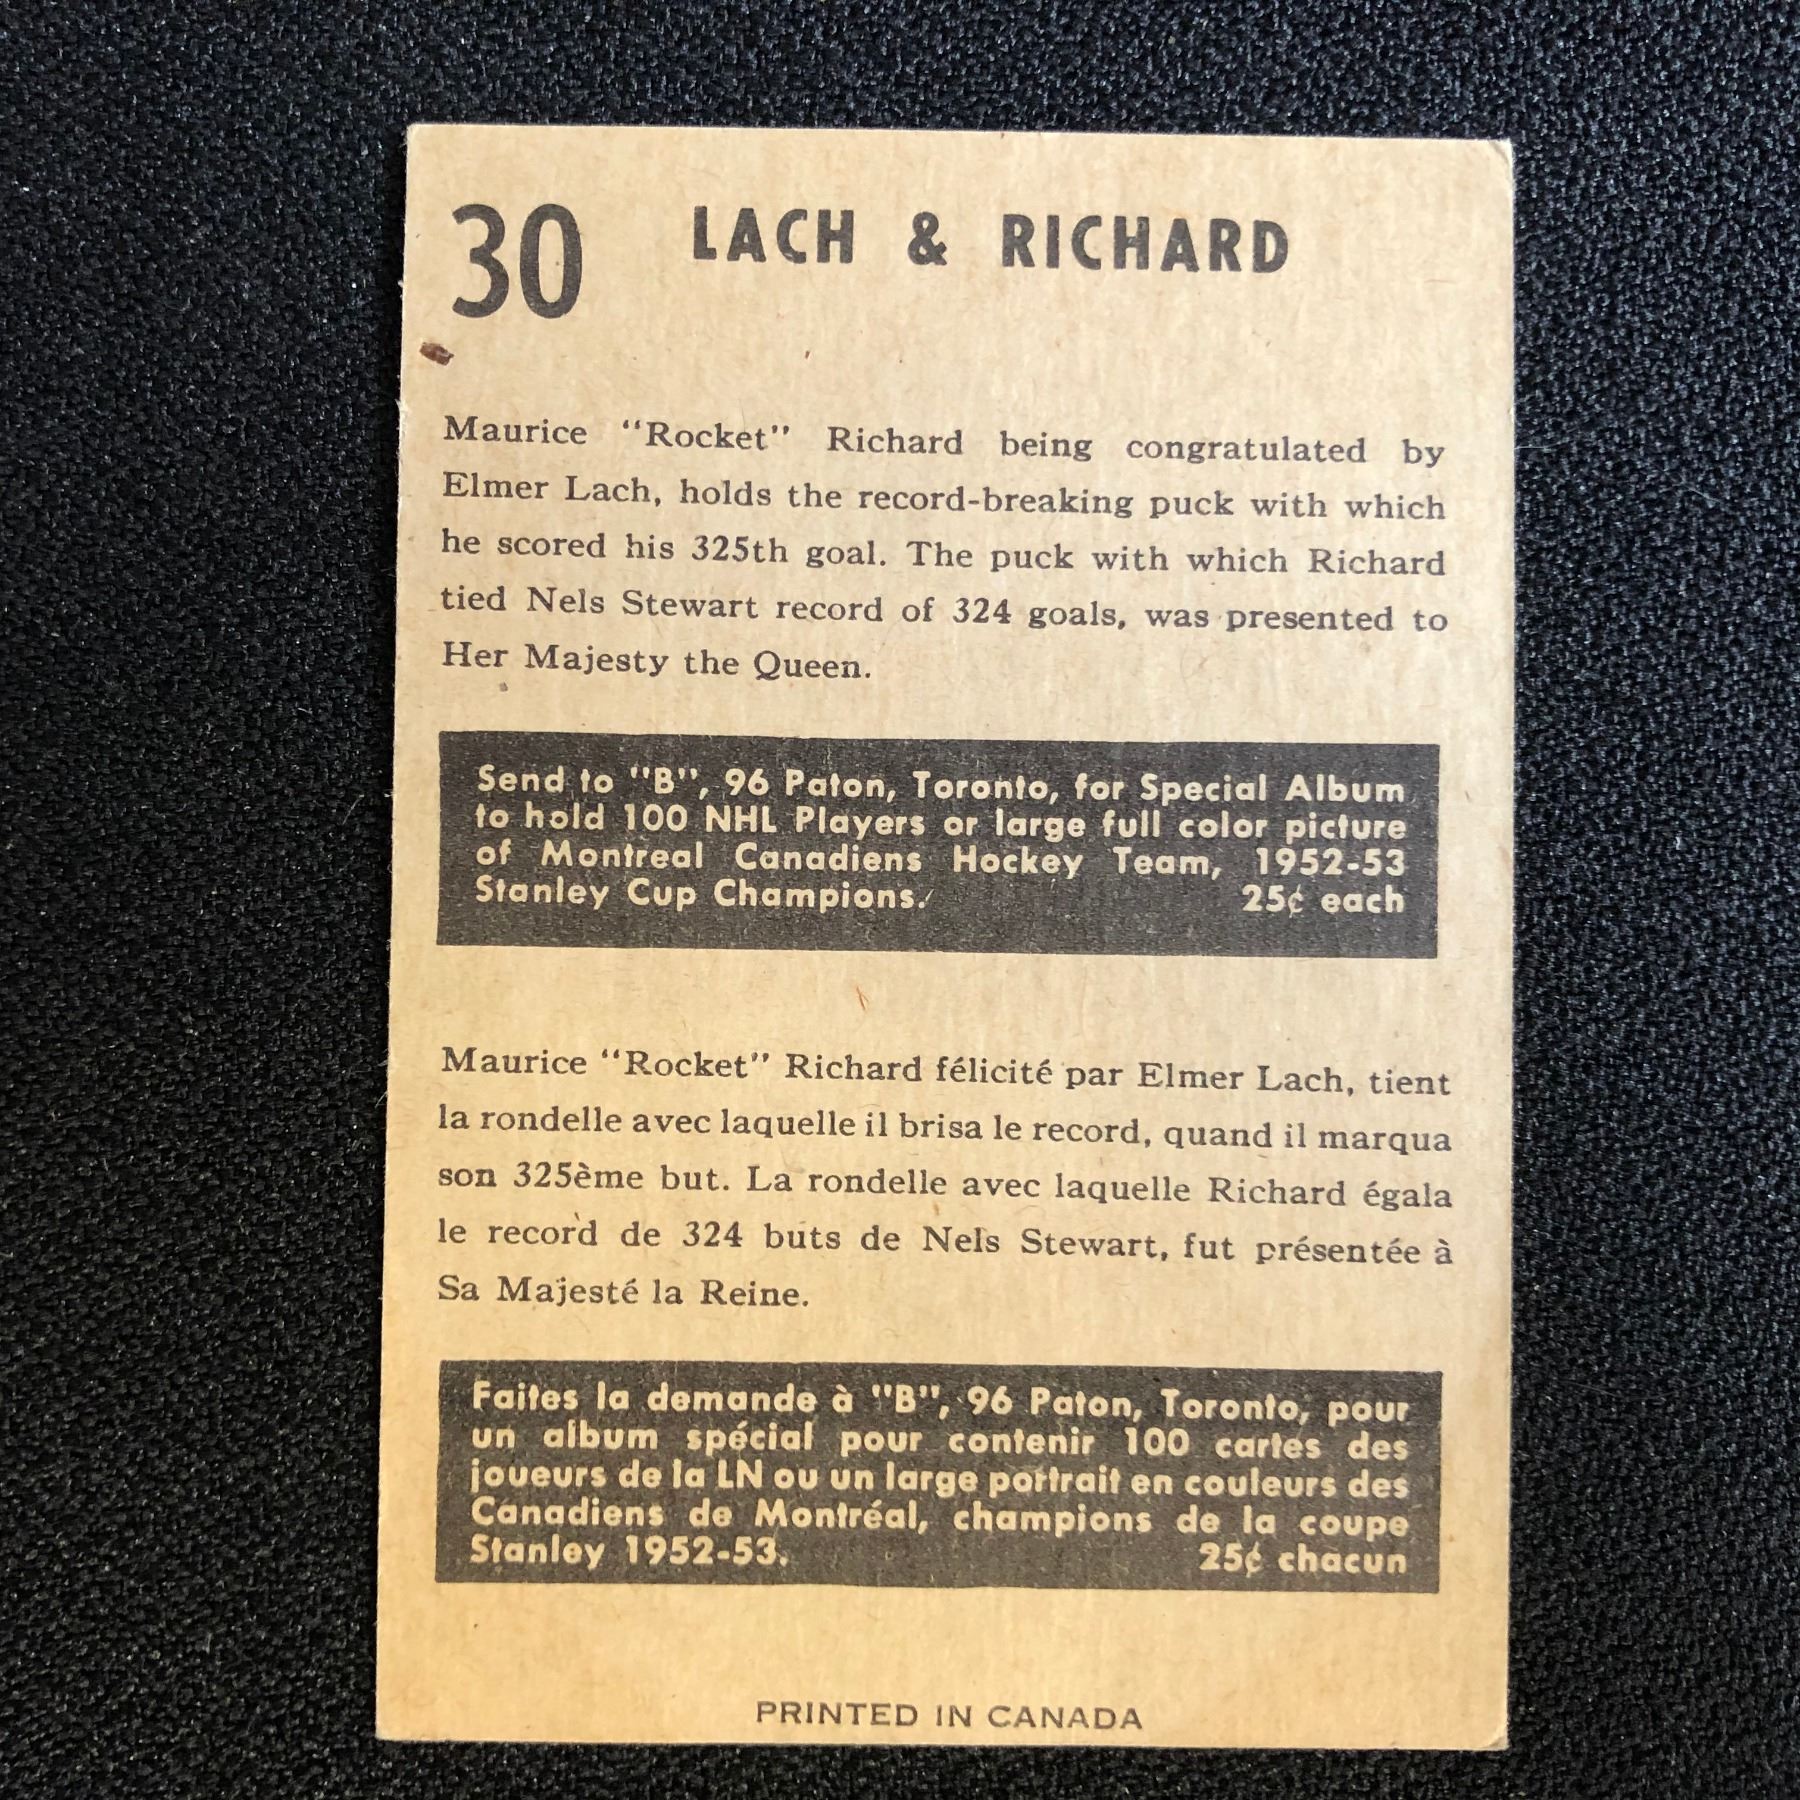 30 LACH & RICHARD
Maurice "Rocket" Richard being congratulated by
Elmer Lach, holds the record-breaking puck with which
he scored his 325th goal. The puck with which Richard
tied Nels Stewart record of 324 goals, was presented to
Her Majesty the Queen.
Send to "B", 96 Paton, Toronto, for Special Album
to hold 100 NHL Players or large full color picture
of Montreal Canadiens Hockey Team, 1952-53
Stanley Cup Champions. 25¢ each
Maurice "Rocket" Richard félicité par Elmer Lach, tient
la rondelle avec laquelle il brisa le record, quand il marqua
son 325ème but. La rondelle avec laquelle Richard égala
le record de 324 buts de Nels Stewart, fut présentée à
Sa Majesté la Reine.
Faites la demande à "B", 96 Paton, Toronto, pour
un album spécial pour contenir 100 cartes des
joueurs de la LN ou un large portrait en couleurs des
Canadiens de Montréal, champions de la coupe
Stanley 1952-53. 25¢ chacun
PRINTED IN CANADA